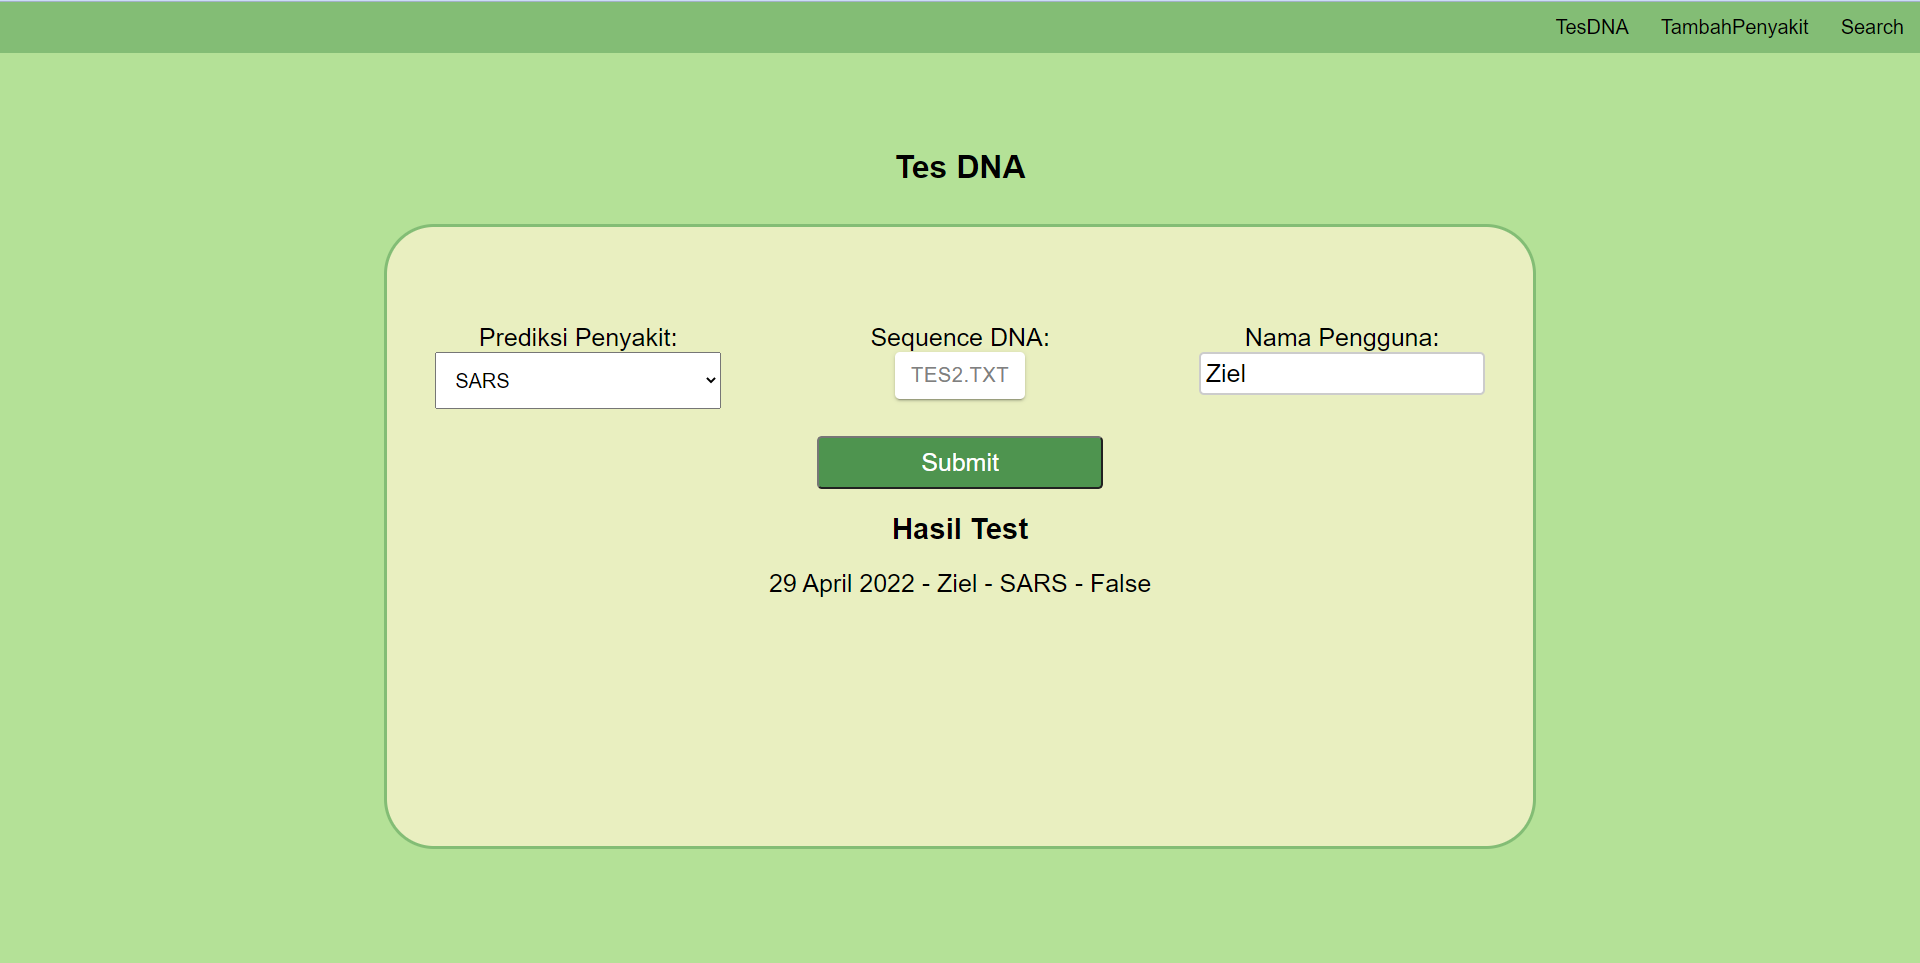 TesDNA TambahPenyakit Search
Tes DNA
Prediksi Penyakit: Sequence DNA: Nama Pengguna:
SARS TES2.TXT Ziel
Submit
Hasil Test
29 April 2022 - Ziel - SARS - False